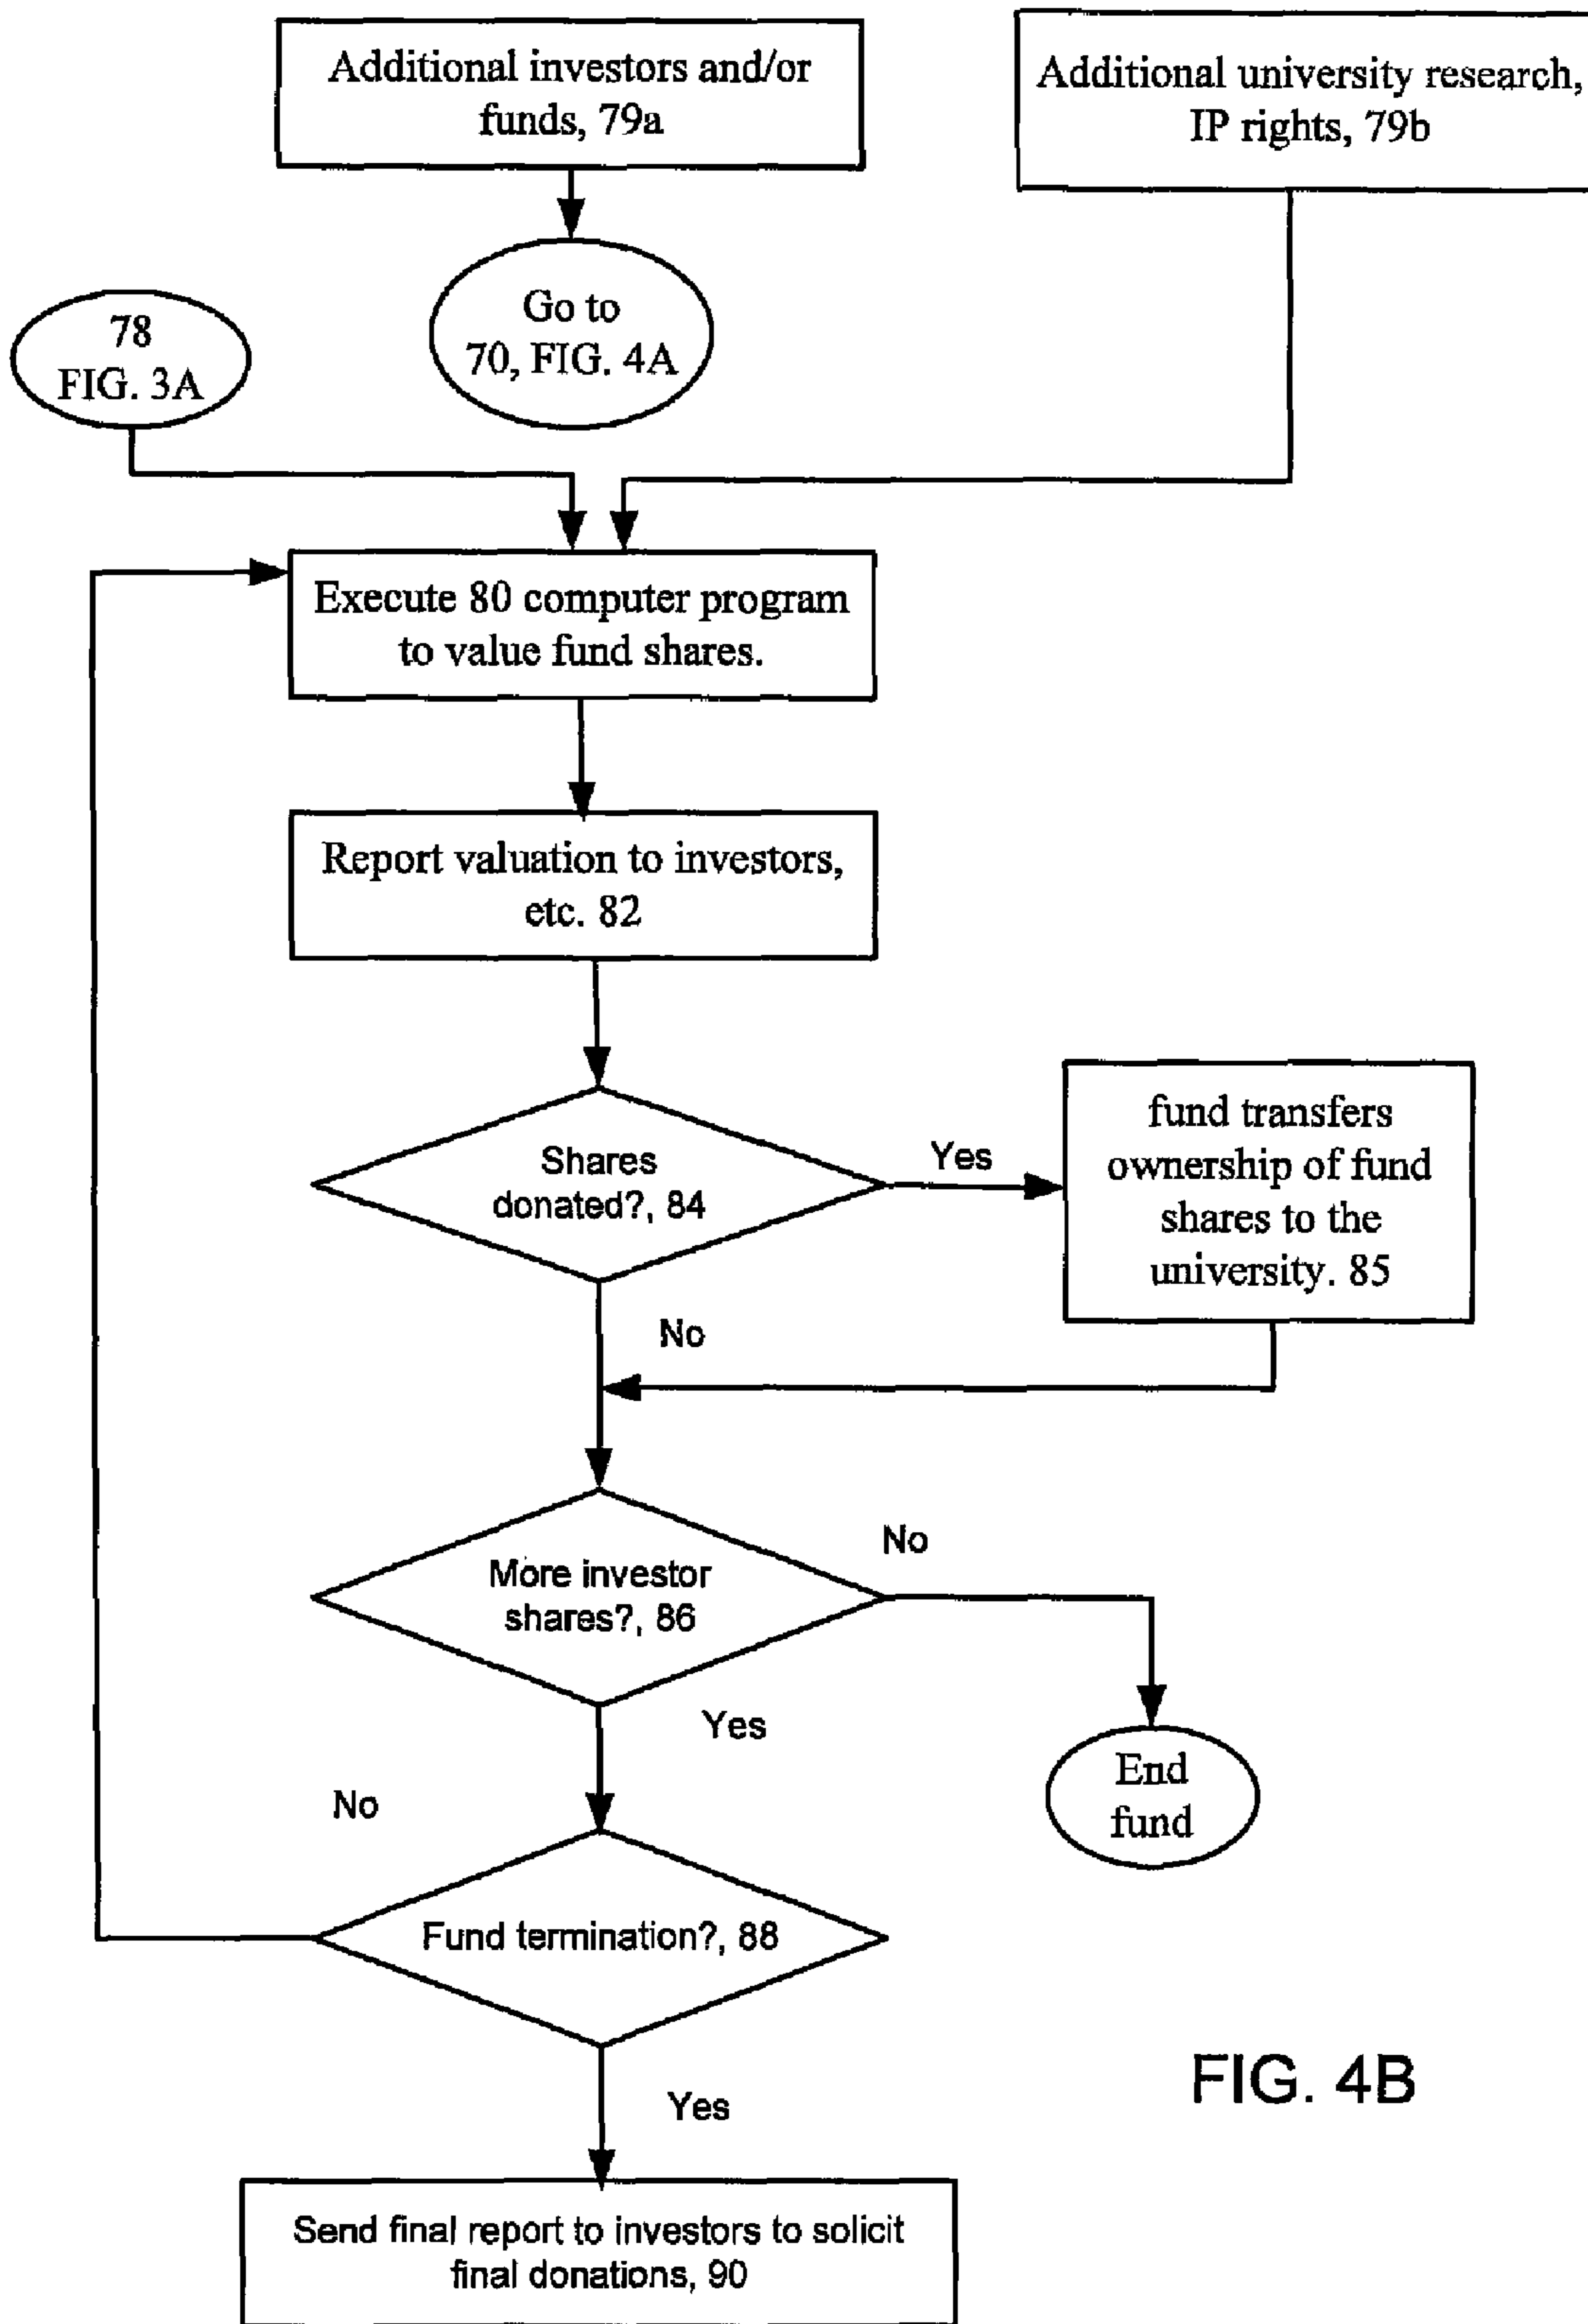 Additional investors and/or
funds, 79a
Additional university research,
IP rights, 79b
78
FIG. 3A
Go to
70, FIG. 4A
Execute 80 computer program
to value fund shares.
Report valuation to investors,
etc. 82
Shares
donated?, 84
Yes
fund transfers
ownership of fund
shares to the
university. 85
No
More investor
shares?, 86
No
Yes
End
fund
No
Fund termination?, 88
Yes
FIG. 4B
Send final report to investors to solicit
final donations, 90